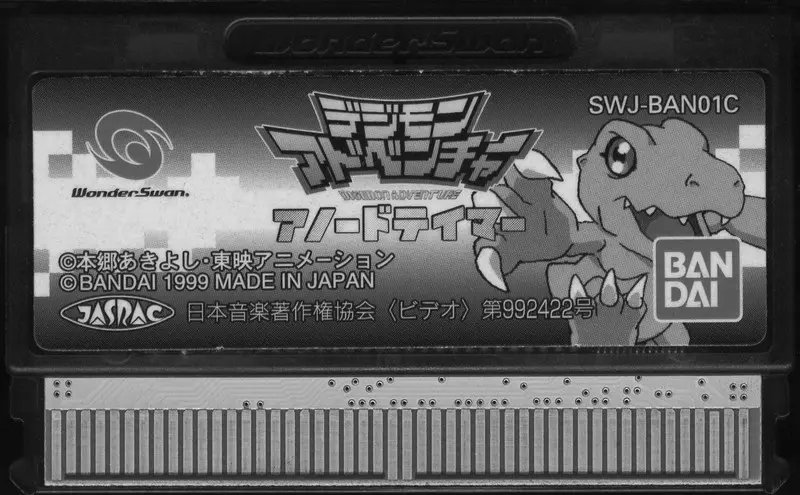 WonderSwan
SWJ-BAN01C
デジモン
アドベンチャー
DIGIMON ADVENTURE
WonderSwan.
アノードテイマー
©本郷あきよし・東映アニメーション
©BANDAI 1999 MADE IN JAPAN
BAN
DAI
JASRAC 日本音楽著作権協会〈ビデオ〉第992422号